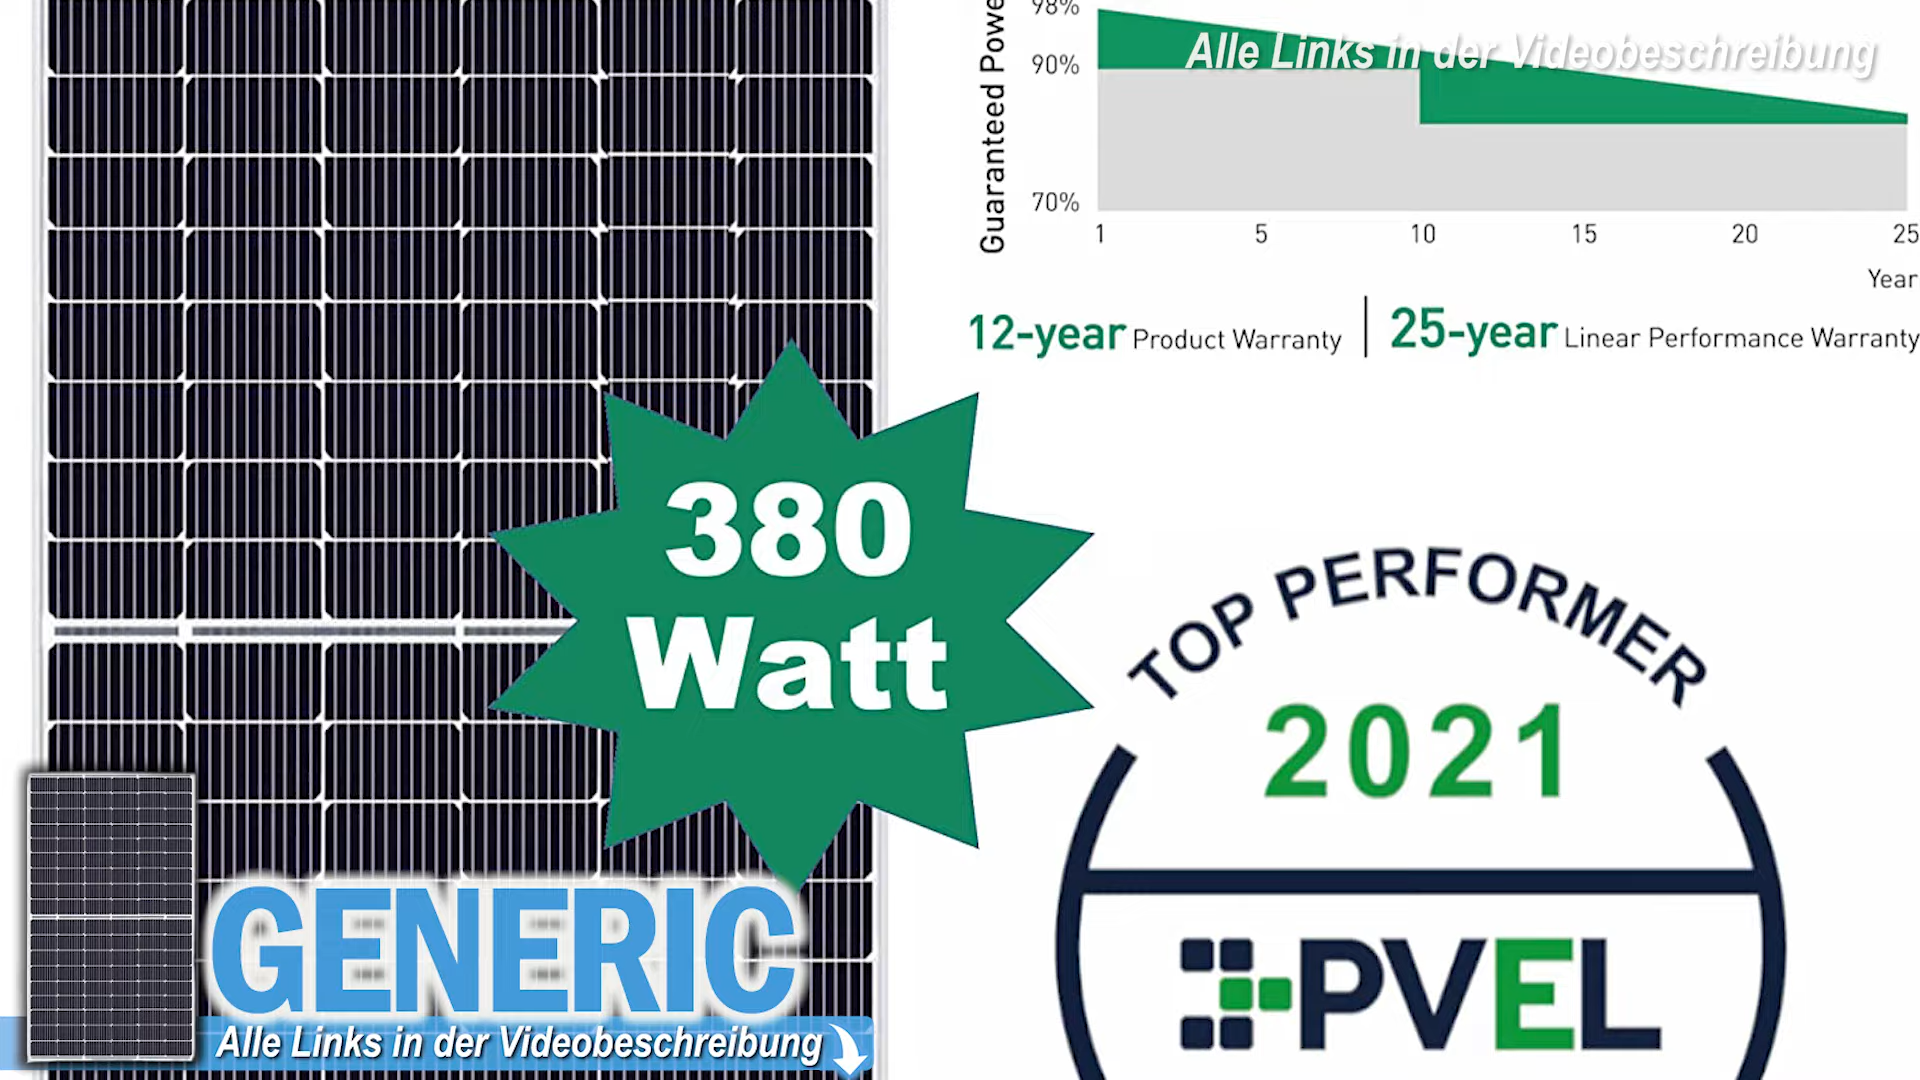 98%
Alle Links in der Videobeschreibung
90%
Guaranteed Powe
70%
1 5 10 15 20 25
Year
12-year Product Warranty | 25-year Linear Performance Warranty
380
Watt
TOP PERFORMER
2021
PVEL
GENERIC
Alle Links in der Videobeschreibung